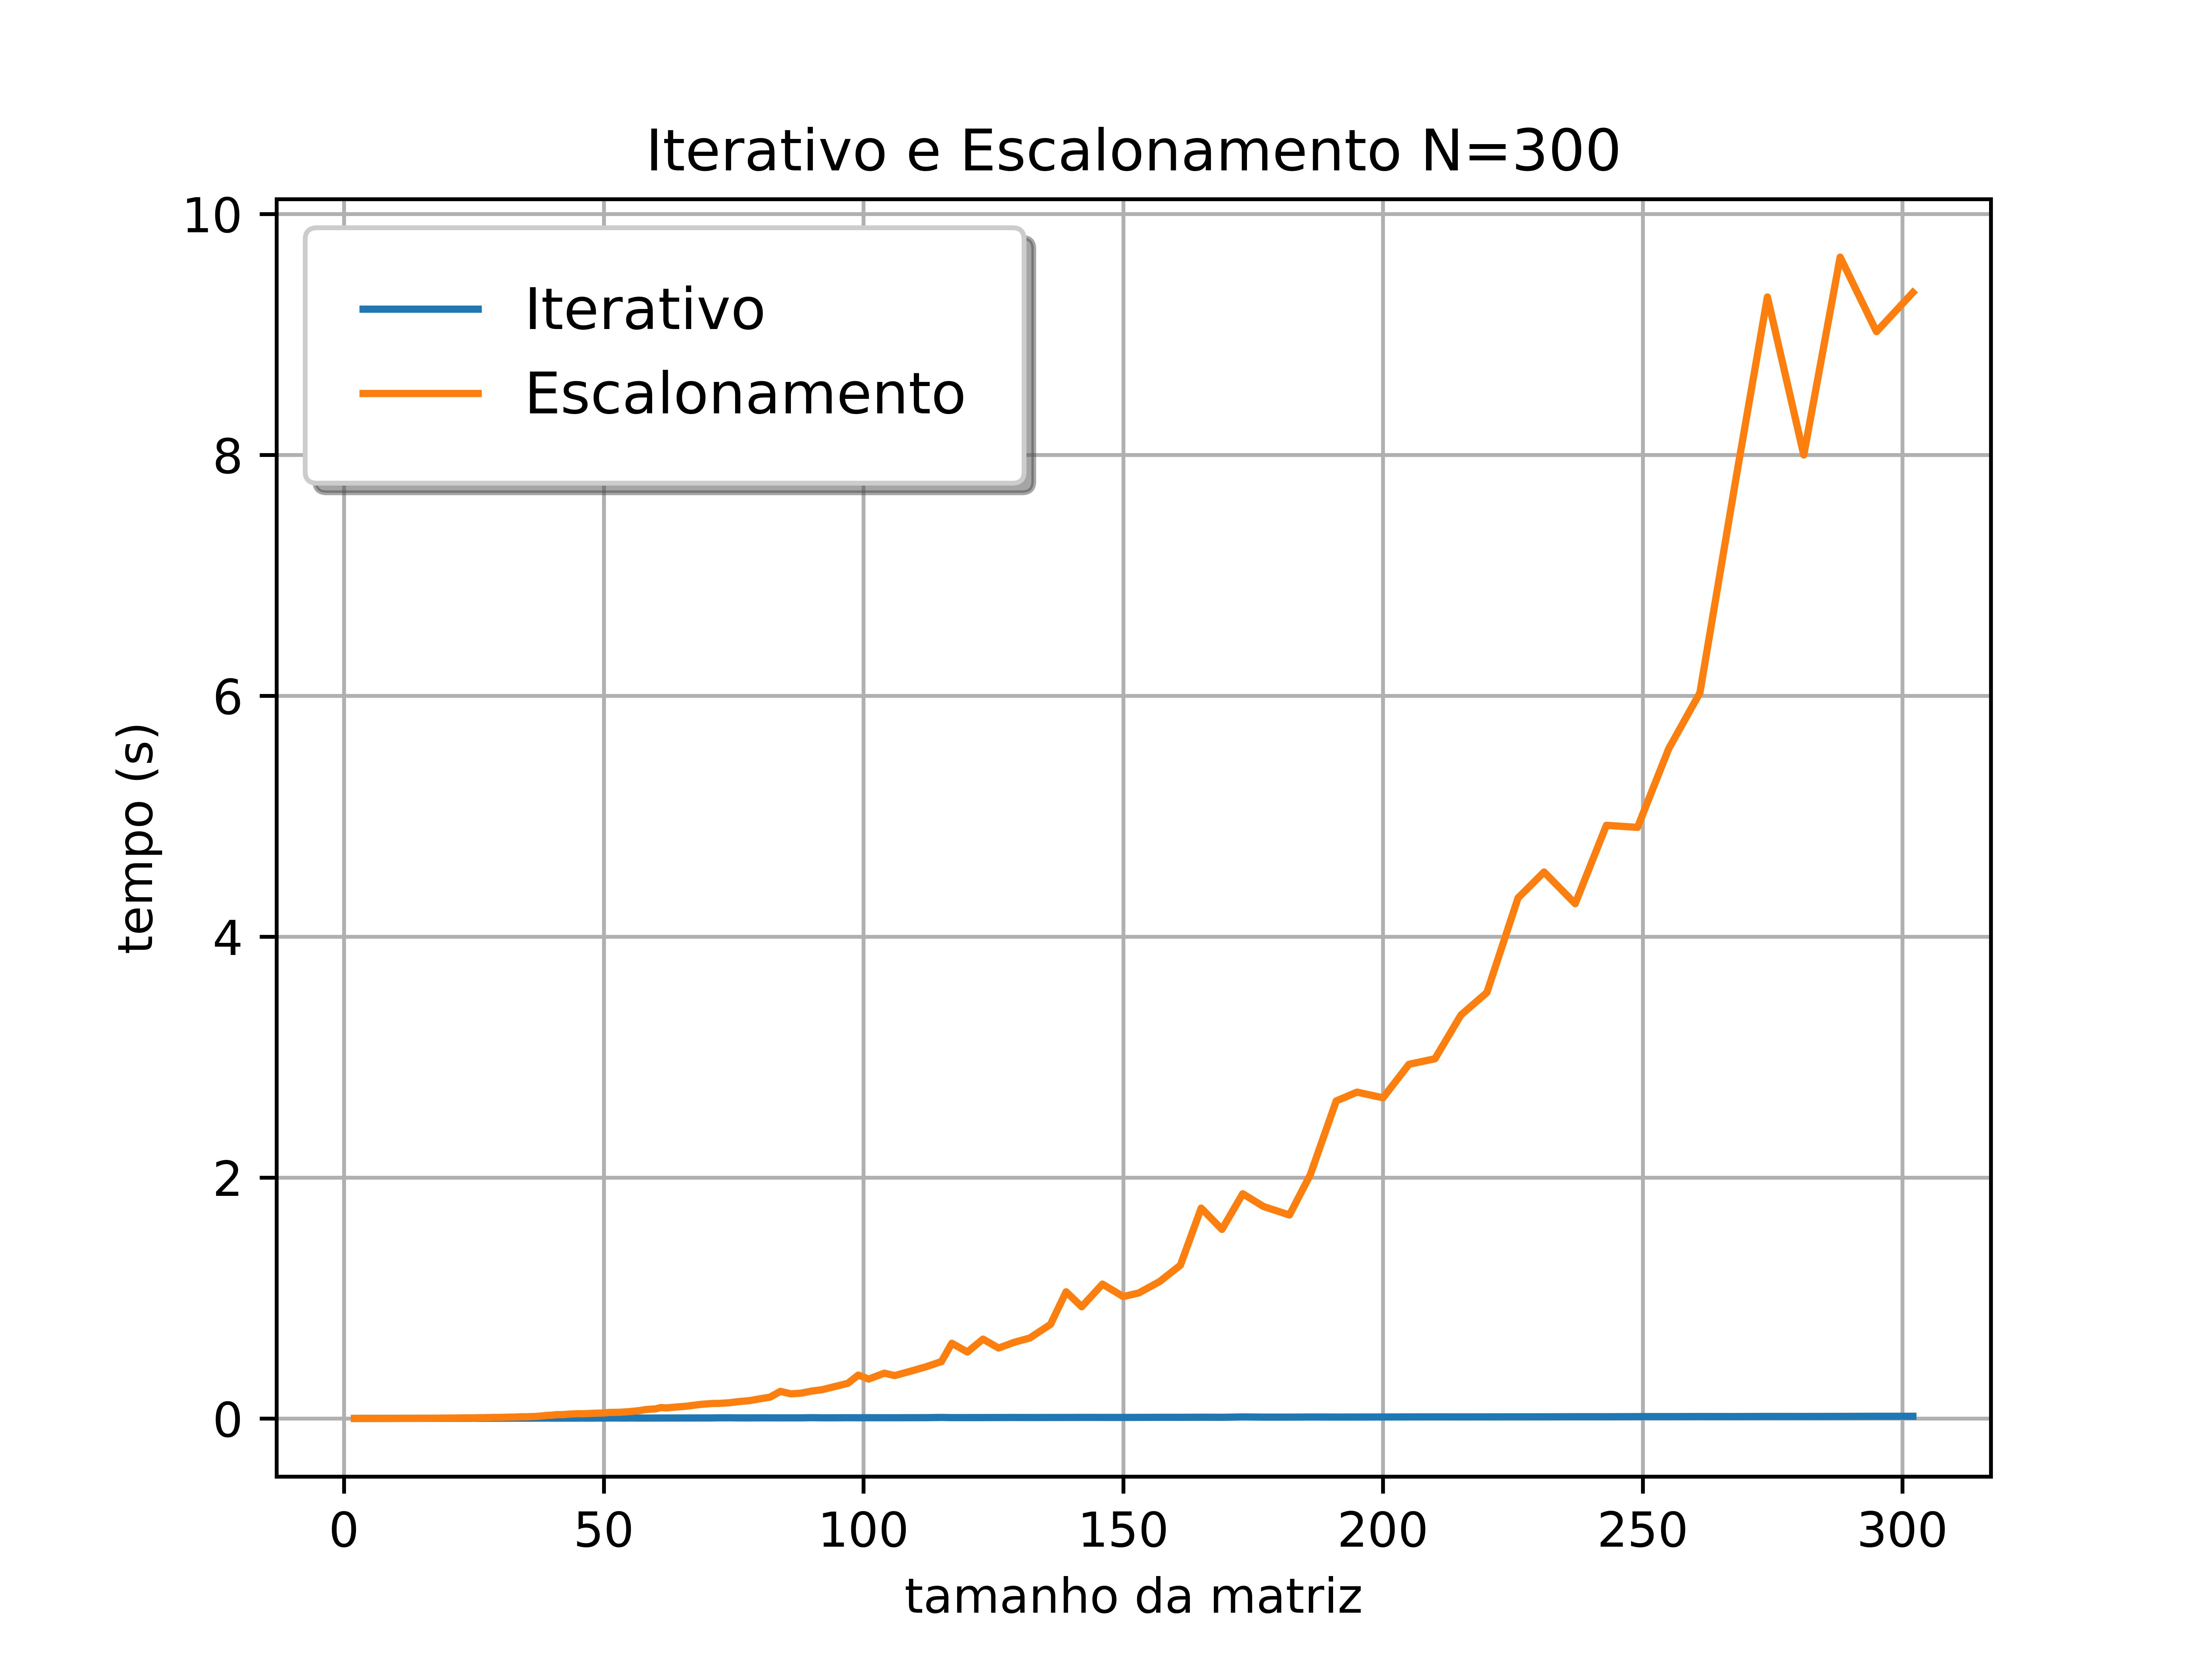 Iterativo e Escalonamento N=300
Iterativo
Escalonamento
10
8
6
4
2
0
tempo (s)
0 50 100 150 200 250 300
tamanho da matriz